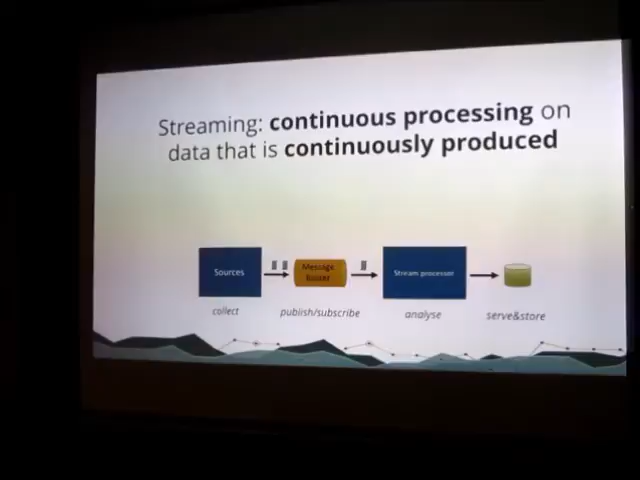 Streaming: continuous processing on
data that is continuously produced
Sources
Message
Broker
Stream processor
collect
publish/subscribe
analyse
serve&store